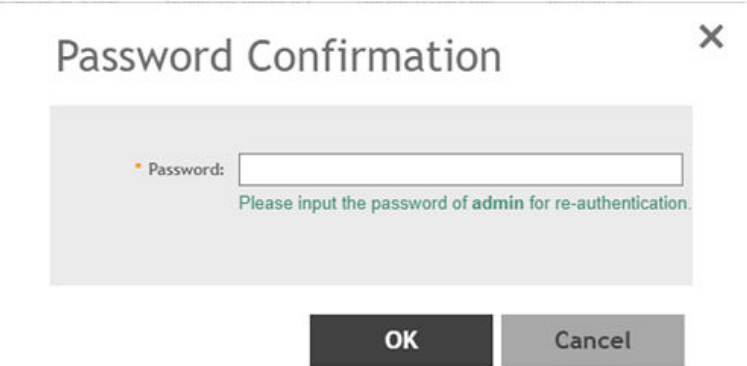 Password Confirmation
* Password:
Please input the password of admin for re-authentication.
OK Cancel